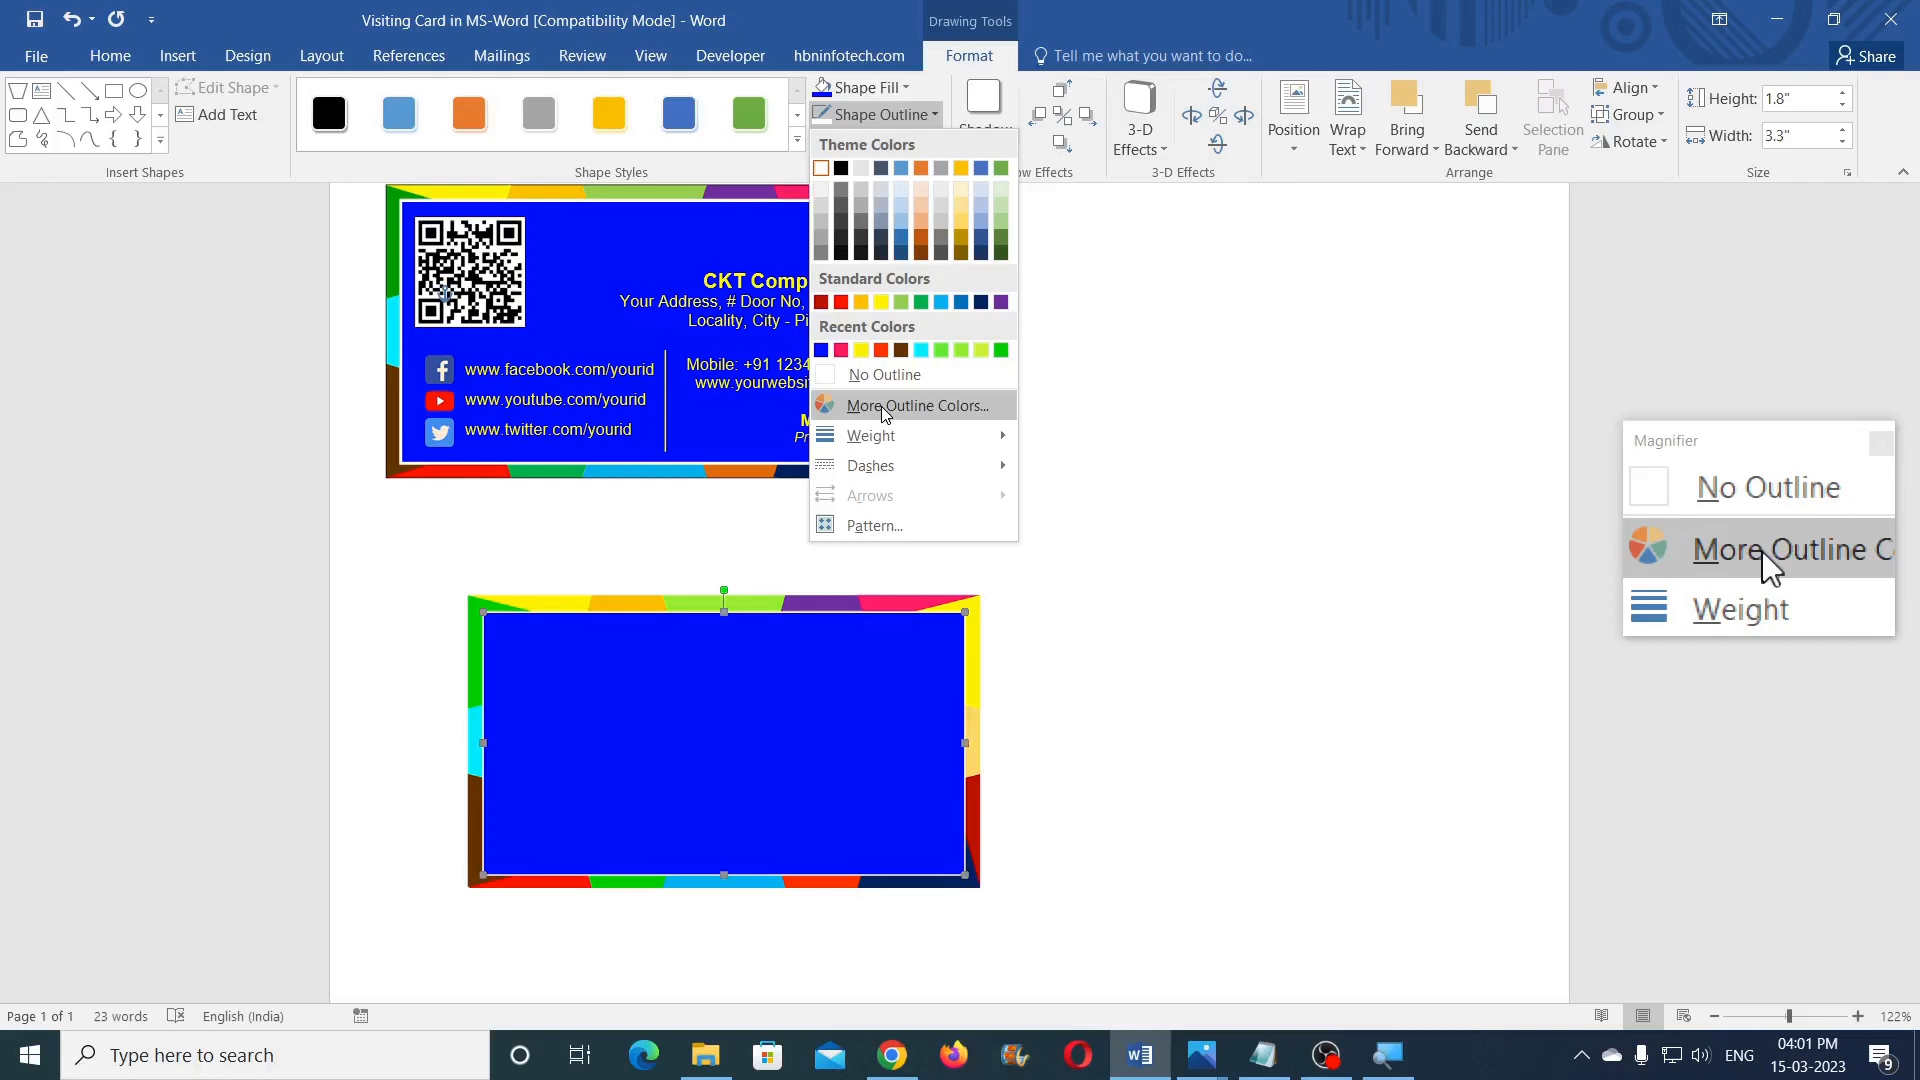 Visiting Card in MS-Word [Compatibility Mode] - Word
Drawing Tools
File
Home
Insert
Design
Layout
References
Mailings
Review
View
Developer
hbninfotech.com
Format
Tell me what you want to do...
Share
Edit Shape
Add Text
Insert Shapes
Shape Styles
Shape Fill
Shape Outline
3-D
Effects
3-D Effects
Position
Wrap
Text
Bring
Forward
Send
Backward
Selection
Pane
Align
Group
Rotate
Arrange
Height: 1.8"
Width: 3.3"
Size
Theme Colors
Standard Colors
Recent Colors
No Outline
More Outline Colors...
Weight
Dashes
Arrows
Pattern...
CKT Comp
Your Address, # Door No,
Locality, City - Pi
www.facebook.com/yourid
www.youtube.com/yourid
www.twitter.com/yourid
Mobile: +91 1234
www.yourwebsi
Magnifier
No Outline
More Outline C
Weight
Page 1 of 1
23 words
English (India)
122%
Type here to search
ENG
04:01 PM
15-03-2023
9